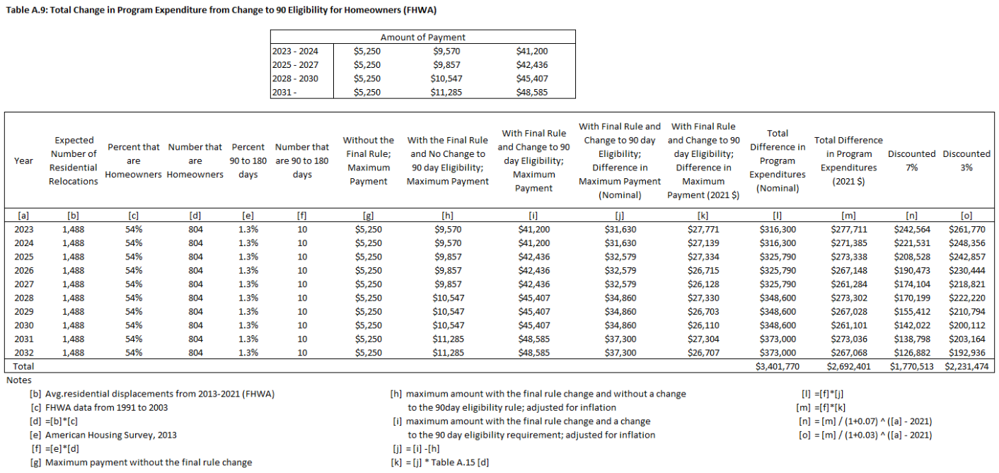 Table A.9: Total Change in Program Expenditure from Change to 90 Eligibility for Homeowners (FHWA)
Amount of Payment
2023 - 2024 $5,250 $9,570 $41,200
2025 - 2027 $5,250 $9,857 $42,436
2028 - 2030 $5,250 $10,547 $45,407
2031 - $5,250 $11,285 $48,585
Year
Expected
Number of
Residential
Relocations
Percent that
are
Homeowners
Number that
are
Homeowners
Percent
90 to 180
days
Number that
are 90 to 180
days
Without the
Final Rule;
Maximum
Payment
With the Final Rule
and No Change to
90 day Eligibility;
Maximum Payment
With Final Rule
and Change to 90
day Eligibility;
Maximum
Payment
With Final Rule and
Change to 90 day
Eligibility;
Difference in
Maximum Payment
(Nominal)
With Final Rule
and Change to 90
day Eligibility;
Difference in
Maximum
Payment (2021 $)
Total
Difference in
Program
Expenditures
(Nominal)
Total Difference
in Program
Expenditures
(2021 $)
Discounted
7%
Discounted
3%
[a] [b] [c] [d] [e] [f] [g] [h] [i] [j] [k] [l] [m] [n] [o]
2023 1,488 54% 804 1.3% 10 $5,250 $9,570 $41,200 $31,630 $27,771 $316,300 $277,711 $242,564 $261,770
2024 1,488 54% 804 1.3% 10 $5,250 $9,570 $41,200 $31,630 $27,139 $316,300 $271,385 $221,531 $248,356
2025 1,488 54% 804 1.3% 10 $5,250 $9,857 $42,436 $32,579 $27,334 $325,790 $273,338 $208,528 $242,857
2026 1,488 54% 804 1.3% 10 $5,250 $9,857 $42,436 $32,579 $26,715 $325,790 $267,148 $190,473 $230,444
2027 1,488 54% 804 1.3% 10 $5,250 $9,857 $42,436 $32,579 $26,128 $325,790 $261,284 $174,104 $218,821
2028 1,488 54% 804 1.3% 10 $5,250 $10,547 $45,407 $34,860 $27,330 $348,600 $273,302 $170,199 $222,220
2029 1,488 54% 804 1.3% 10 $5,250 $10,547 $45,407 $34,860 $26,703 $348,600 $267,028 $155,412 $210,794
2030 1,488 54% 804 1.3% 10 $5,250 $10,547 $45,407 $34,860 $26,110 $348,600 $261,101 $142,022 $200,112
2031 1,488 54% 804 1.3% 10 $5,250 $11,285 $48,585 $37,300 $27,304 $373,000 $273,036 $138,798 $203,164
2032 1,488 54% 804 1.3% 10 $5,250 $11,285 $48,585 $37,300 $26,707 $373,000 $267,068 $126,882 $192,936
Total $3,401,770 $2,692,401 $1,770,513 $2,231,474
Notes
[b] Avg.residential displacements from 2013-2021 (FHWA)
[c] FHWA data from 1991 to 2003
[d] =[b]*[c]
[e] American Housing Survey, 2013
[f] =[e]*[d]
[g] Maximum payment without the final rule change
[h] maximum amount with the final rule change and without a change
to the 90day eligibility rule; adjusted for inflation
[i] maximum amount with the final rule change and a change
to the 90 day eligibility requirement; adjusted for inflation
[j] = [i] -[h]
[k] = [j] * Table A.15 [d]
[l] =[f]*[j]
[m] =[f]*[k]
[n] = [m] / (1+0.07) ^ ([a] - 2021)
[o] = [m] / (1+0.03) ^ ([a] - 2021)